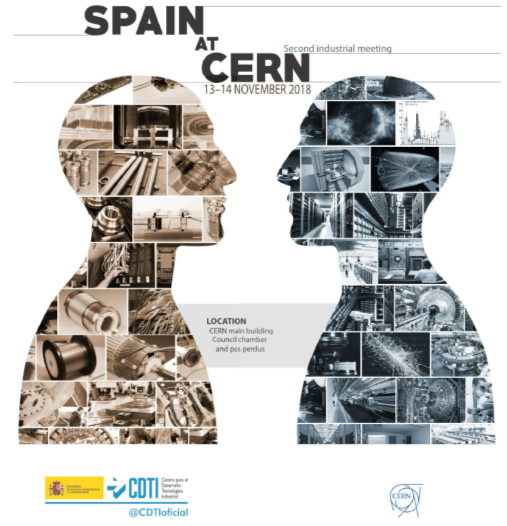 SPAIN
AT
Second industrial meeting
CERN
13–14 NOVEMBER 2018
LOCATION
CERN main building
Council chamber
and pas perdus
CDTI
Centro para el
Desarrollo
Tecnológico
Industrial
@CDTIoficial
CERN